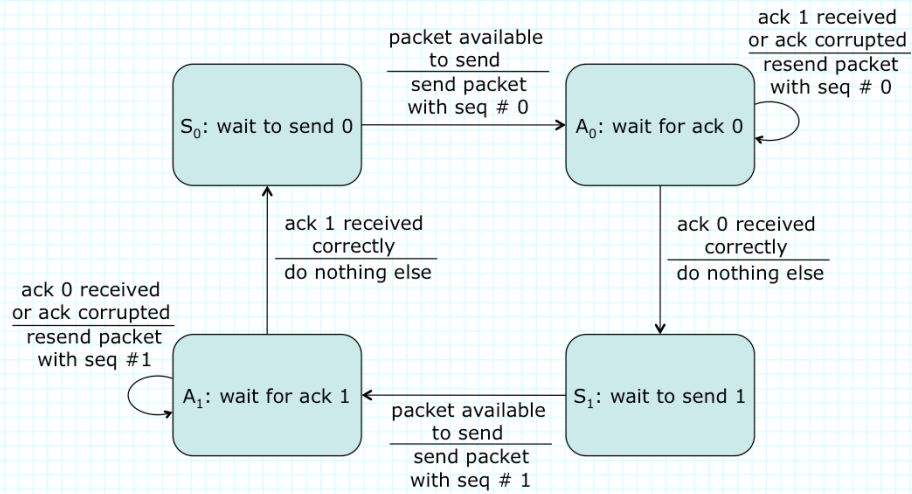 packet available
to send
send packet
with seq # 0
ack 1 received
or ack corrupted
resend packet
with seq # 0
S₀: wait to send 0
A₀: wait for ack 0
ack 1 received
correctly
do nothing else
ack 0 received
correctly
do nothing else
ack 0 received
or ack corrupted
resend packet
with seq #1
A₁: wait for ack 1
S₁: wait to send 1
packet available
to send
send packet
with seq # 1